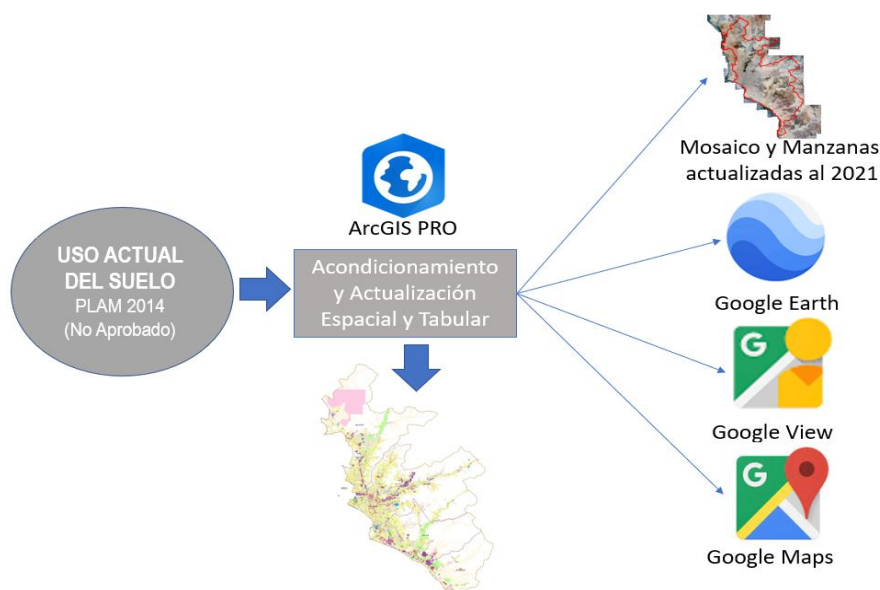 USO ACTUAL
DEL SUELO
PLAM 2014
(No Aprobado)
ArcGIS PRO
Acondicionamiento
y Actualización
Espacial y Tabular
Mosaico y Manzanas
actualizadas al 2021
Google Earth
G
Google View
G
Google Maps